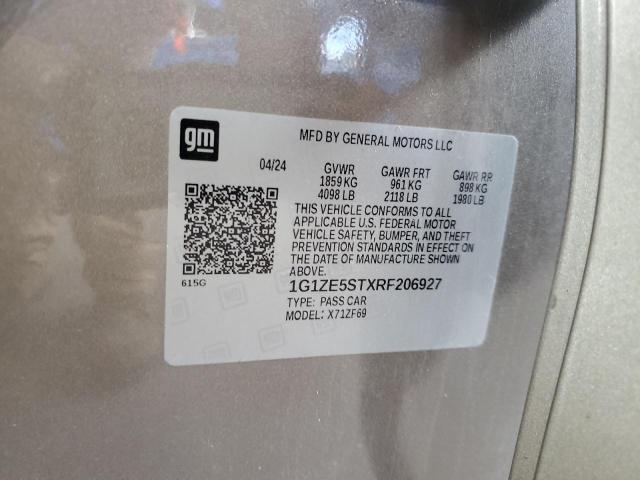 gm
MFD BY GENERAL MOTORS LLC
04/24 GVWR GAWR FRT GAWR RR
1859 KG 961 KG 898 KG
4098 LB 2118 LB 1980 LB
THIS VEHICLE CONFORMS TO ALL
APPLICABLE U.S. FEDERAL MOTOR
VEHICLE SAFETY, BUMPER, AND THEFT
PREVENTION STANDARDS IN EFFECT ON
THE DATE OF MANUFACTURE SHOWN
ABOVE.
615G
1G1ZE5STXRF206927
TYPE: PASS CAR
MODEL: X71ZF69